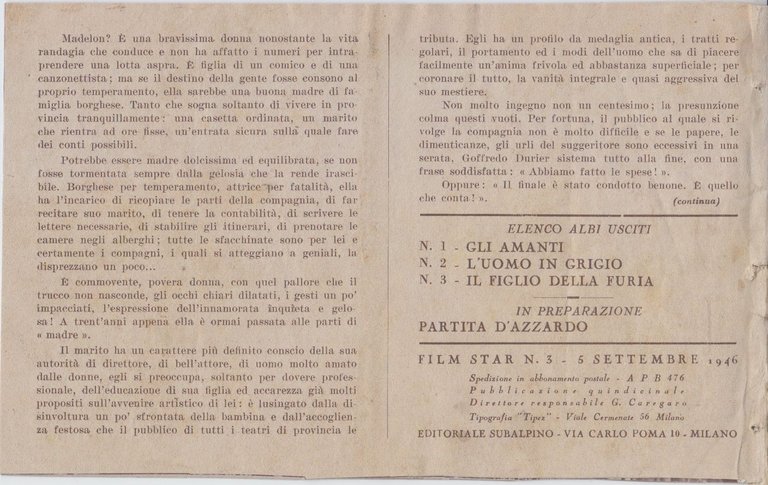 Madelon? È una bravissima donna nonostante la vita
randagia che conduce e non ha affatto i numeri per intra-
prendere una lotta aspra. È figlia di un comico e di una
canzonettista; ma se il destino della gente fosse consono al
proprio temperamento, ella sarebbe una buona madre di fa-
miglia borghese. Tanto che sogna soltanto di vivere in pro-
vincia tranquillamente: una casetta ordinata, un marito
che rientra ad ore fisse, un'entrata sicura sulla quale fare
dei conti possibili.
Potrebbe essere madre dolcissima ed equilibrata, se non
fosse tormentata sempre dalla gelosia che la rende irasci-
bile. Borghese per temperamento, attrice per fatalità, ella
ha l'incarico di ricopiare le parti della compagnia, di far
recitare suo marito, di tenere la contabilità, di scrivere le
lettere necessarie, di stabilire gli itinerari, di prenotare le
camere negli alberghi; tutte le sfacchinate sono per lei e
certamente i compagni, i quali si atteggiano a geniali, la
disprezzano un poco...
È commovente, povera donna, con quel pallore che il
trucco non nasconde, gli occhi chiari dilatati, i gesti un po'
impacciati, l'espressione dell'innamorata inquieta e gelo-
sa! A trent'anni appena ella è ormai passata alle parti di
« madre ».
Il marito ha un carattere più definito conscio della sua
autorità di direttore, di bell'attore, di uomo molto amato
dalle donne, egli si preoccupa, soltanto per dovere profes-
sionale, dell'educazione di sua figlia ed accarezza già molti
propositi sull'avvenire artistico di lei: è lusingato dalla di-
sinvoltura un po' sfrontata della bambina e dall'accoglien-
za festosa che il pubblico di tutti i teatri di provincia le
tributa. Egli ha un profilo da medaglia antica, i tratti re-
golari, il portamento ed i modi dell'uomo che sa di piacere
facilmente un'anima frivola ed abbastanza superficiale; per
coronare il tutto, la vanità integrale e quasi aggressiva del
suo mestiere.
Non molto ingegno non un centesimo; la presunzione
colma questi vuoti. Per fortuna, il pubblico al quale si ri-
volge la compagnia non è molto difficile e se le papere, le
dimenticanze, gli urli del suggeritore sono eccessivi in una
serata, Goffredo Durier sistema tutto alla fine, con una
frase soddisfatta: « Abbiamo fatto le spese! ».
Oppure: « Il finale è stato condotto benone. È quello
che conta! ».
(continua)
ELENCO ALBI USCITI
N. 1 - GLI AMANTI
N. 2 - L'UOMO IN GRIGIO
N. 3 - IL FIGLIO DELLA FURIA
IN PREPARAZIONE
PARTITA D'AZZARDO
FILM STAR N. 3 - 5 SETTEMBRE 1946
Spedizione in abbonamento postale - A P B 476
Pubblicazione quindicinale
Direttore responsabile G. Caregaro
Tipografia "Tipez" - Viale Cermenate 56 Milano
EDITORIALE SUBALPINO - VIA CARLO POMA 10 - MILANO